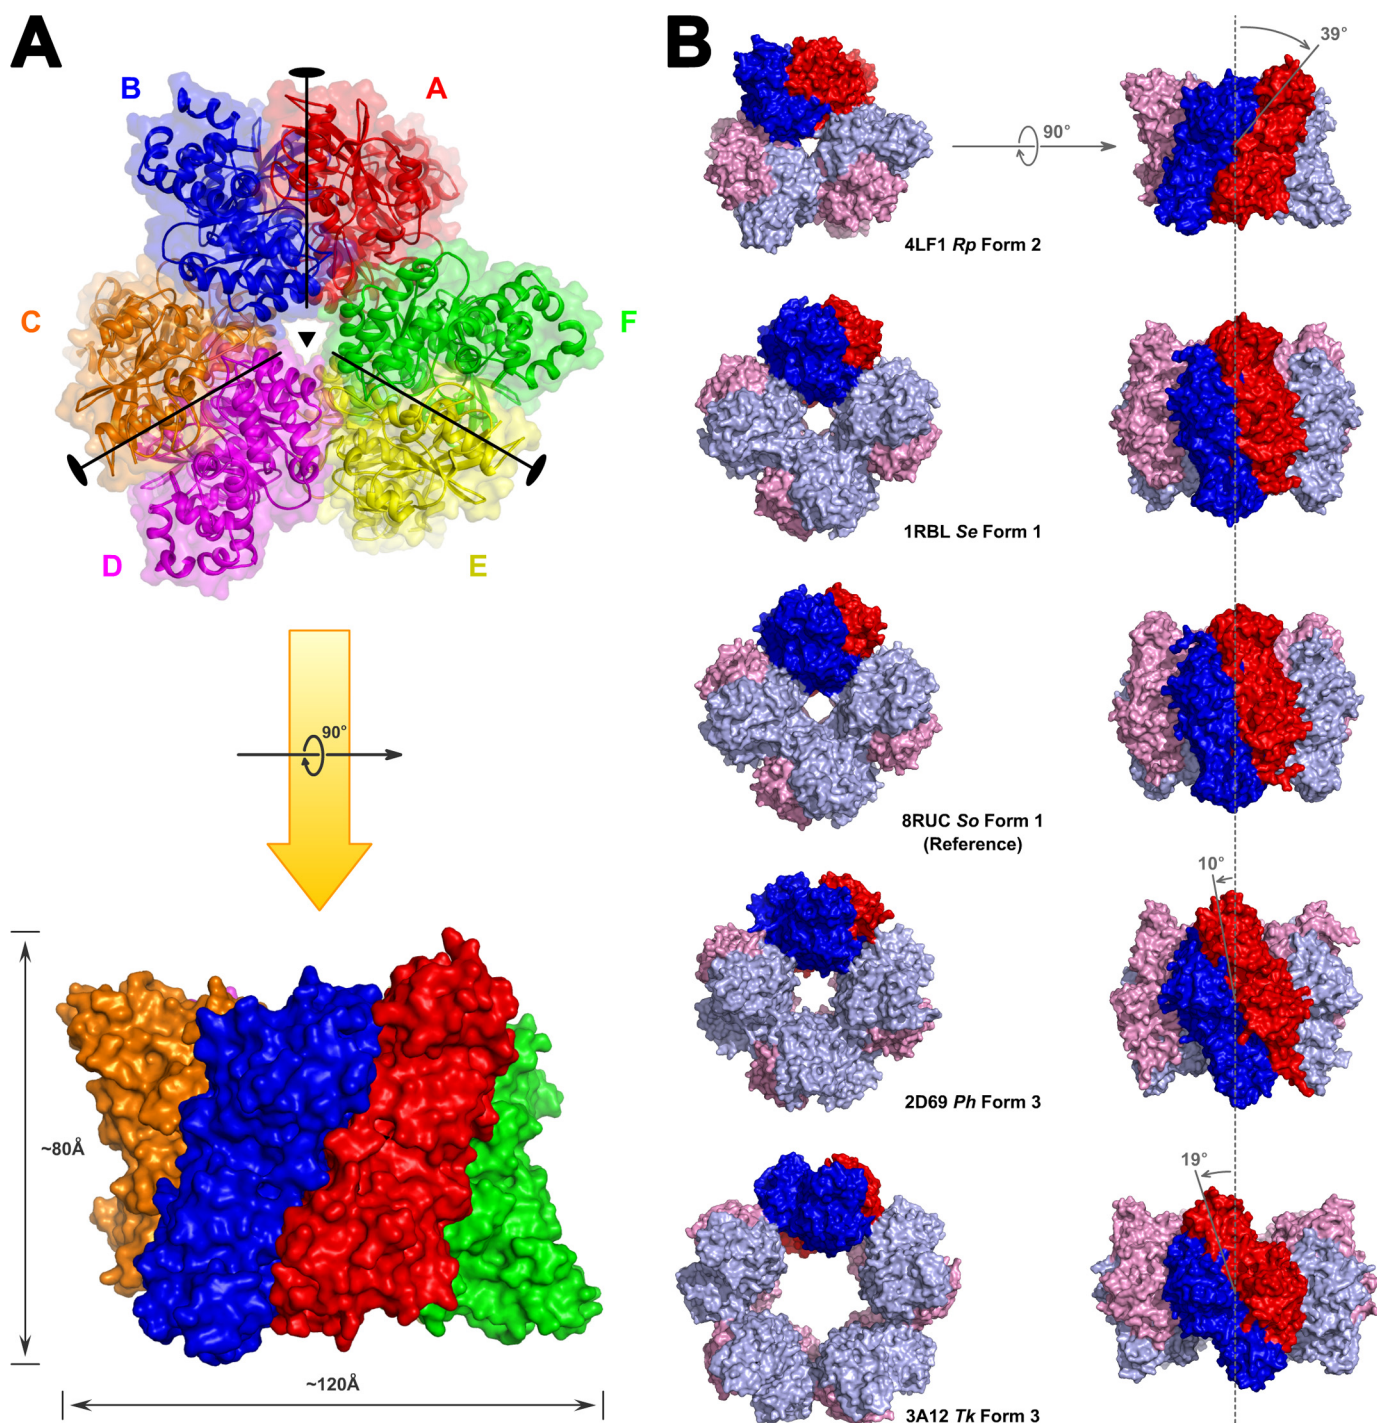 A
B
A
C
F
D
E
90°
~80Å
~120Å
B
39°
90°
4LF1 Rp Form 2
1RBL Se Form 1
8RUC So Form 1
(Reference)
10°
2D69 Ph Form 3
19°
3A12 Tk Form 3